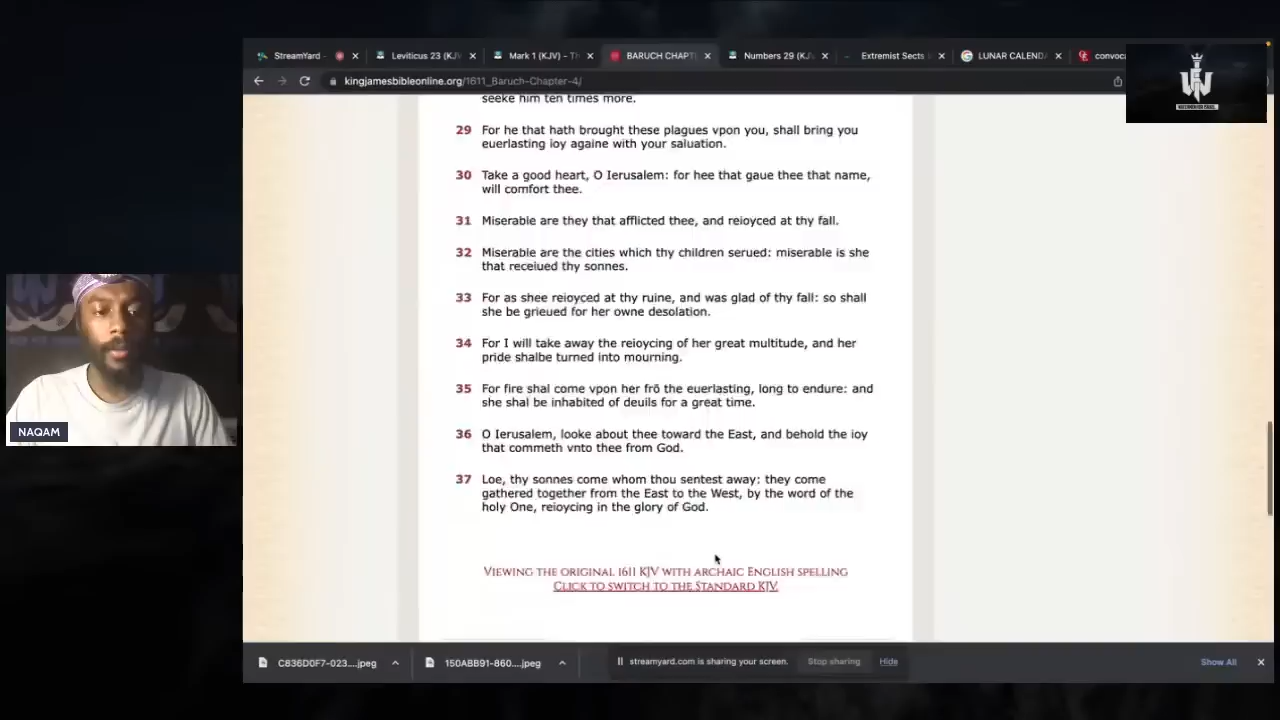 StreamYard -
Leviticus 23 (KJV
Mark 1 (KJV) - TH
BARUCH CHAPT
Numbers 29 (KJV
Extremist Sects
LUNAR CALENDA
convoca
kingjamesbibleonline.org/1611_Baruch-Chapter-4/
seeke him ten times more.
29 For he that hath brought these plagues vpon you, shall bring you
euerlasting ioy againe with your saluation.
30 Take a good heart, O Ierusalem: for hee that gaue thee that name,
will comfort thee.
31 Miserable are they that afflicted thee, and reioyced at thy fall.
32 Miserable are the cities which thy children serued: miserable is she
that receiued thy sonnes.
33 For as shee reioyced at thy ruine, and was glad of thy fall: so shall
she be grieued for her owne desolation.
34 For I will take away the reioycing of her great multitude, and her
pride shalbe turned into mourning.
35 For fire shal come vpon her frō the euerlasting, long to endure: and
she shal be inhabited of deuils for a great time.
36 O Ierusalem, looke about thee toward the East, and behold the ioy
that commeth vnto thee from God.
37 Loe, thy sonnes come whom thou sentest away: they come
gathered together from the East to the West, by the word of the
holy One, reioycing in the glory of God.
Viewing the original 1611 KJV with archaic English spelling
Click to switch to the Standard KJV.
NAQAM
C836D0F7-023....jpeg
150ABB91-860....jpeg
streamyard.com is sharing your screen.
Stop sharing
Hide
Show All